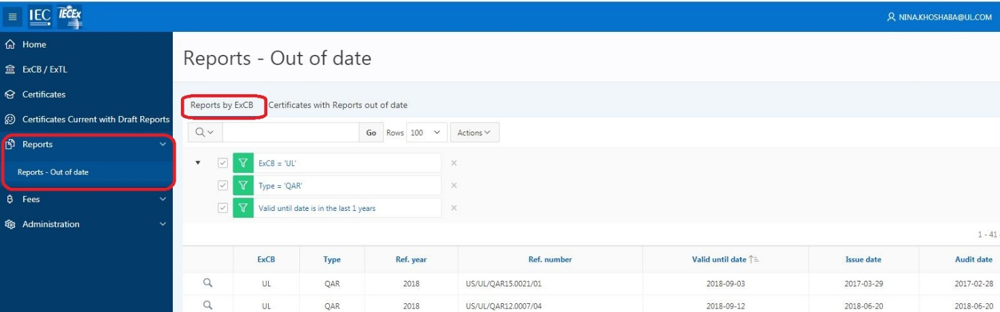 IEC IECEx
NINA.KHOSHABA@UL.COM
Home
ExCB / ExTL
Certificates
Certificates Current with Draft Reports
Reports
Reports - Out of date
Fees
Administration
Reports - Out of date
Reports by ExCB Certificates with Reports out of date
Go Rows 100 Actions
ExCB = 'UL'
Type = 'QAR'
Valid until date is in the last 1 years
1 - 41
ExCB Type Ref. year Ref. number Valid until date Issue date Audit date
UL QAR 2018 US/UL/QAR15.0021/01 2018-09-03 2017-03-29 2017-02-28
UL QAR 2018 US/UL/QAR12.0007/04 2018-09-12 2018-06-20 2018-06-20